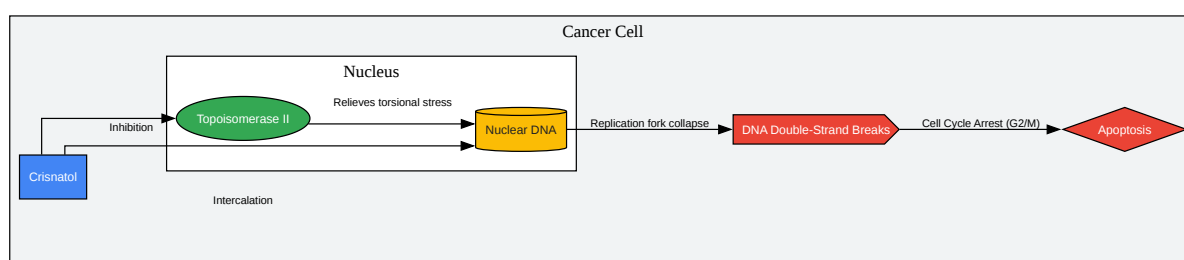 Cancer Cell
Nucleus
Relieves torsional stress
Topoisomerase II
Inhibition
Nuclear DNA
Replication fork collapse
DNA Double-Strand Breaks
Cell Cycle Arrest (G2/M)
Apoptosis
Crisnatol
Intercalation